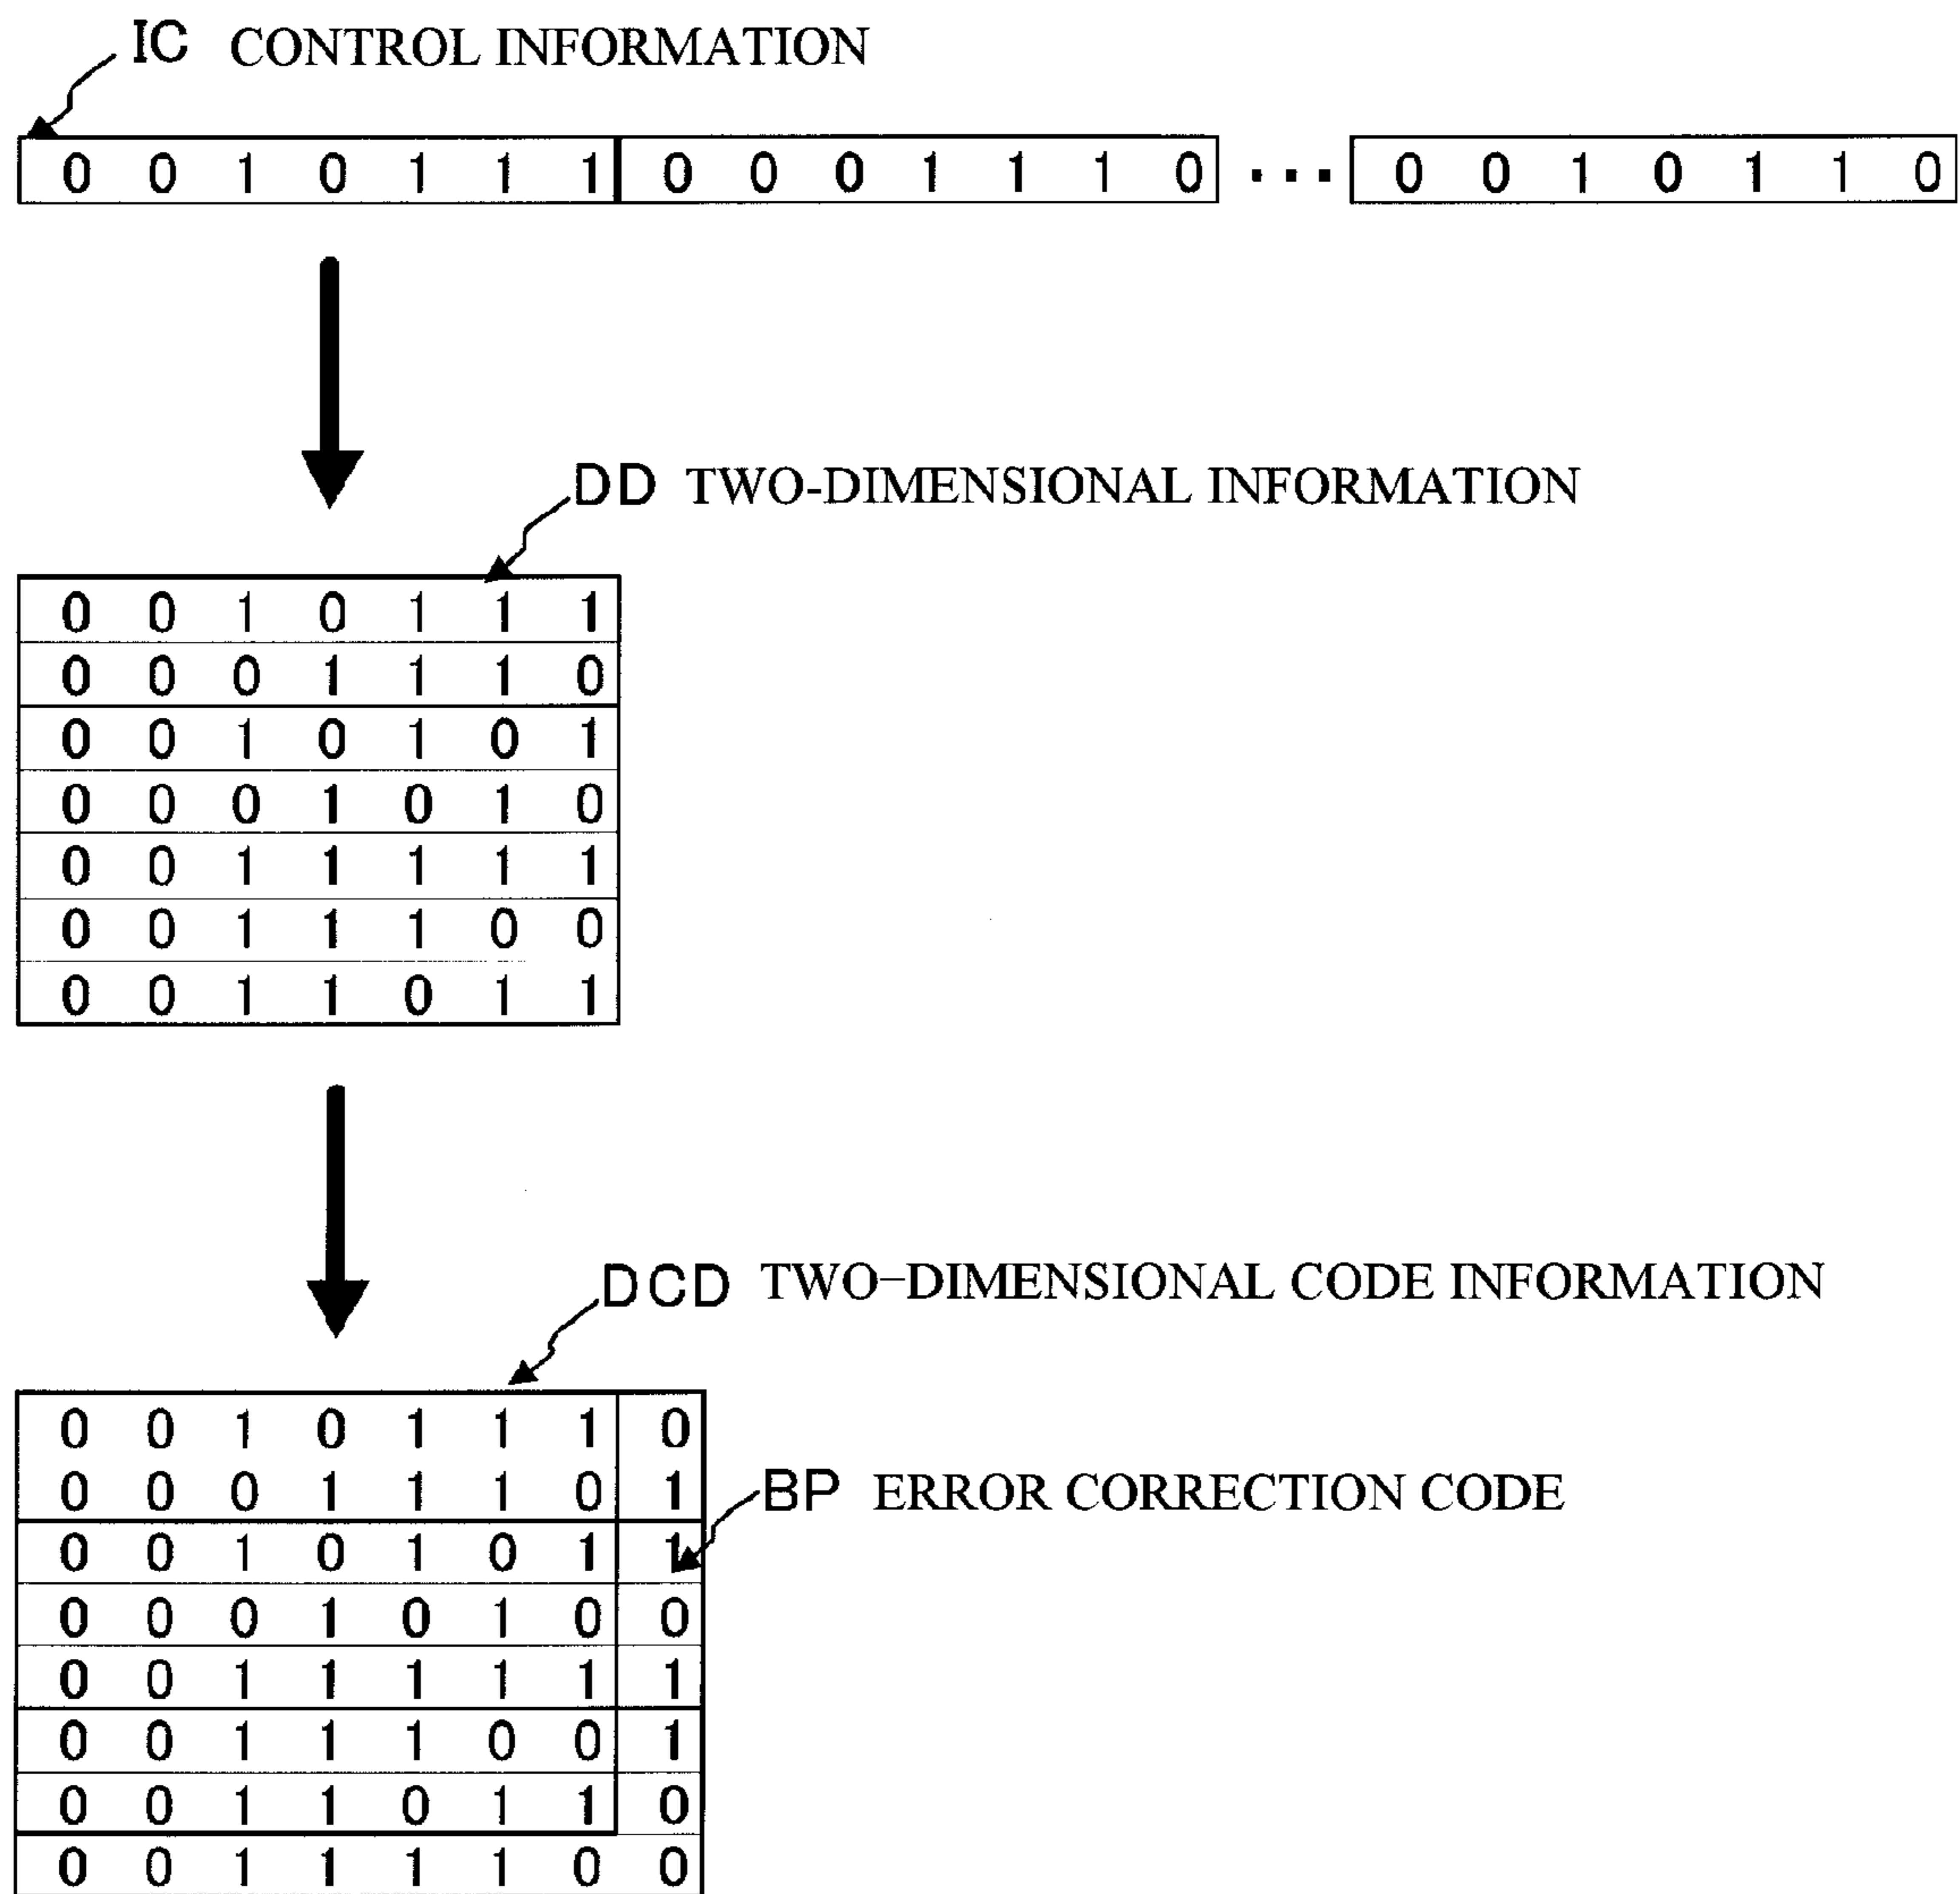 IC CONTROL INFORMATION
0 0 1 0 1 1 1 0 0 0 1 1 1 0 ... 0 0 1 0 1 1 0
DD TWO-DIMENSIONAL INFORMATION
0 0 1 0 1 1 1
0 0 0 1 1 1 0
0 0 1 0 1 0 1
0 0 0 1 0 1 0
0 0 1 1 1 1 1
0 0 1 1 1 0 0
0 0 1 1 0 1 1
DCD TWO-DIMENSIONAL CODE INFORMATION
0 0 1 0 1 1 1 0
0 0 0 1 1 1 0 1
BP ERROR CORRECTION CODE
0 0 1 0 1 0 1 1
0 0 0 1 0 1 0 0
0 0 1 1 1 1 1 1
0 0 1 1 1 0 0 1
0 0 1 1 0 1 1 0
0 0 1 1 1 1 0 0